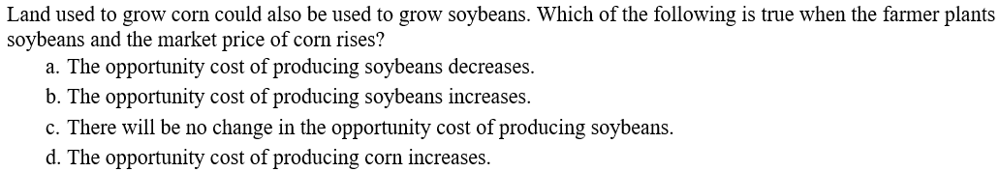 Land used to grow corn could also be used to grow soybeans. Which of the following is true when the farmer plants
soybeans and the market price of corn rises?
a. The opportunity cost of producing soybeans decreases.
b. The opportunity cost of producing soybeans increases.
c. There will be no change in the opportunity cost of producing soybeans.
d. The opportunity cost of producing corn increases.